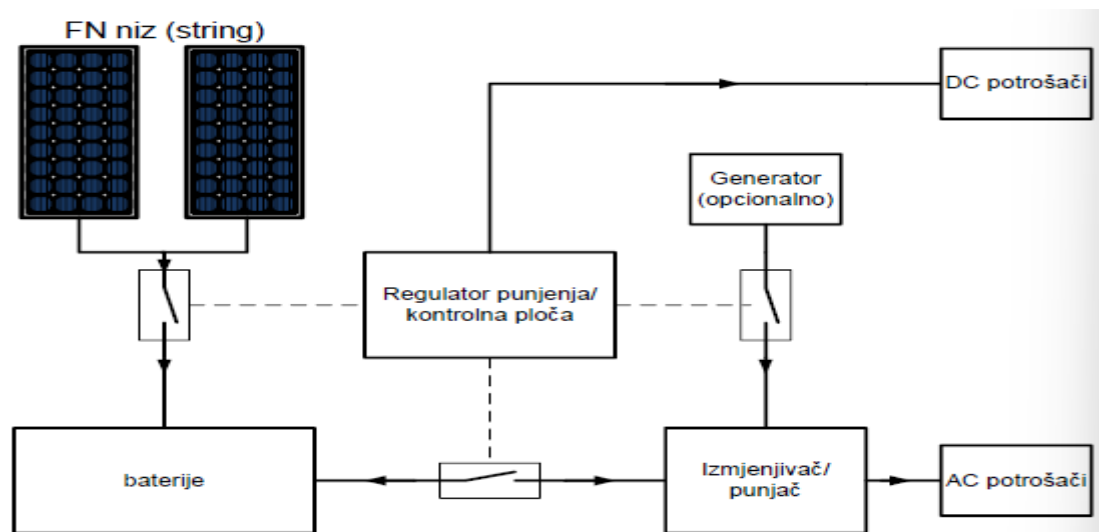 FN niz (string)
DC potrošači
Generator
(opcionalno)
Regulator punjenja/
kontrolna ploča
baterije
Izmjenjivač/
punjač
AC potrošači